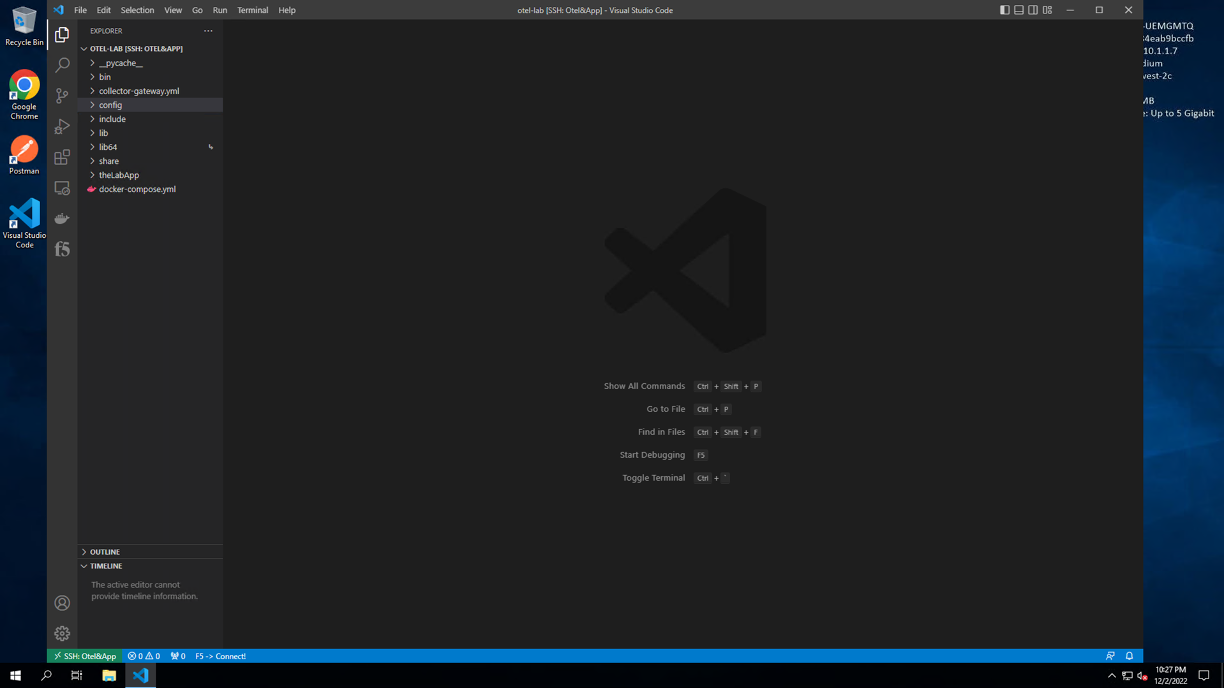 File Edit Selection View Go Run Terminal Help
otel-lab [SSH: Otel&App] - Visual Studio Code
Recycle Bin
Google
Chrome
Postman
Visual Studio
Code
EXPLORER
OTEL-LAB [SSH: OTEL&APP]
__pycache__
bin
collector-gateway.yml
config
include
lib
lib64
share
theLabApp
docker-compose.yml
f5
OUTLINE
TIMELINE
The active editor cannot
provide timeline information.
Show All Commands Ctrl + Shift + P
Go to File Ctrl + P
Find in Files Ctrl + Shift + F
Start Debugging F5
Toggle Terminal Ctrl + `
-UEMGMTQ
4eab9bccfb
10.1.1.7
dium
vest-2c
MB
: Up to 5 Gigabit
SSH: Otel&App 0 0 0 F5 -> Connect!
10:27 PM
12/2/2022